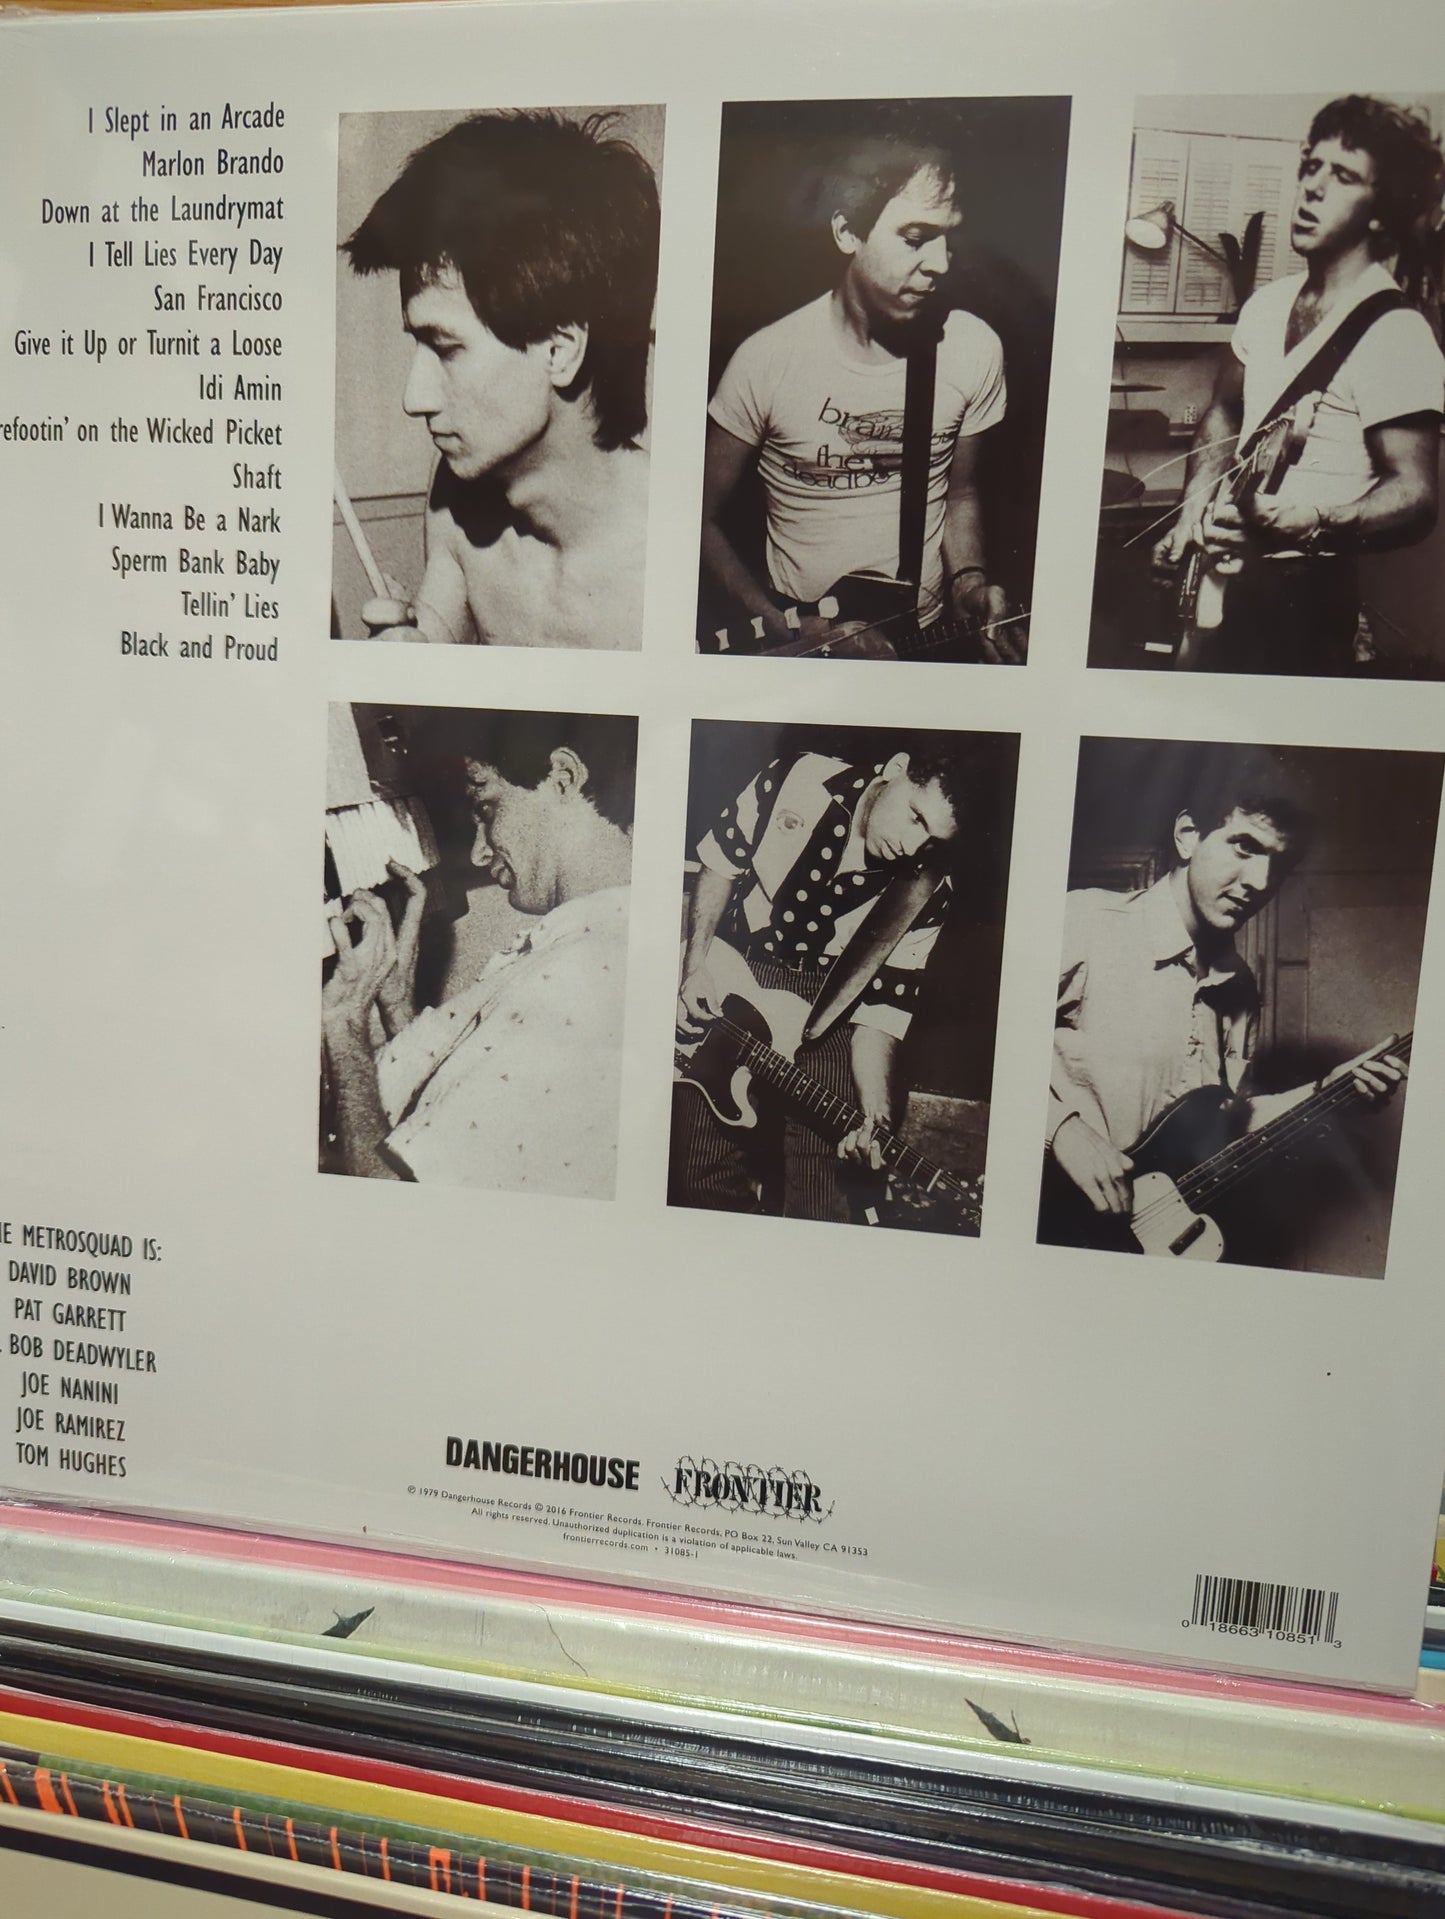 I Slept in an Arcade
Marlon Brando
Down at the Laundrymat
I Tell Lies Every Day
San Francisco
Give it Up or Turnit a Loose
Idi Amin
refootin' on the Wicked Picket
Shaft
I Wanna Be a Nark
Sperm Bank Baby
Tellin' Lies
Black and Proud
the
METROSQUAD IS:
DAVID BROWN
PAT GARRETT
BOB DEADWYLER
JOE NANINI
JOE RAMIREZ
TOM HUGHES
DANGERHOUSE
FRONTIER
℗ 1979 Dangerhouse Records © 2016 Frontier Records. Frontier Records, PO Box 22, Sun Valley CA 91353
All rights reserved. Unauthorized duplication is a violation of applicable laws.
frontierrecords.com • 31085-1
0 18663 10851 3